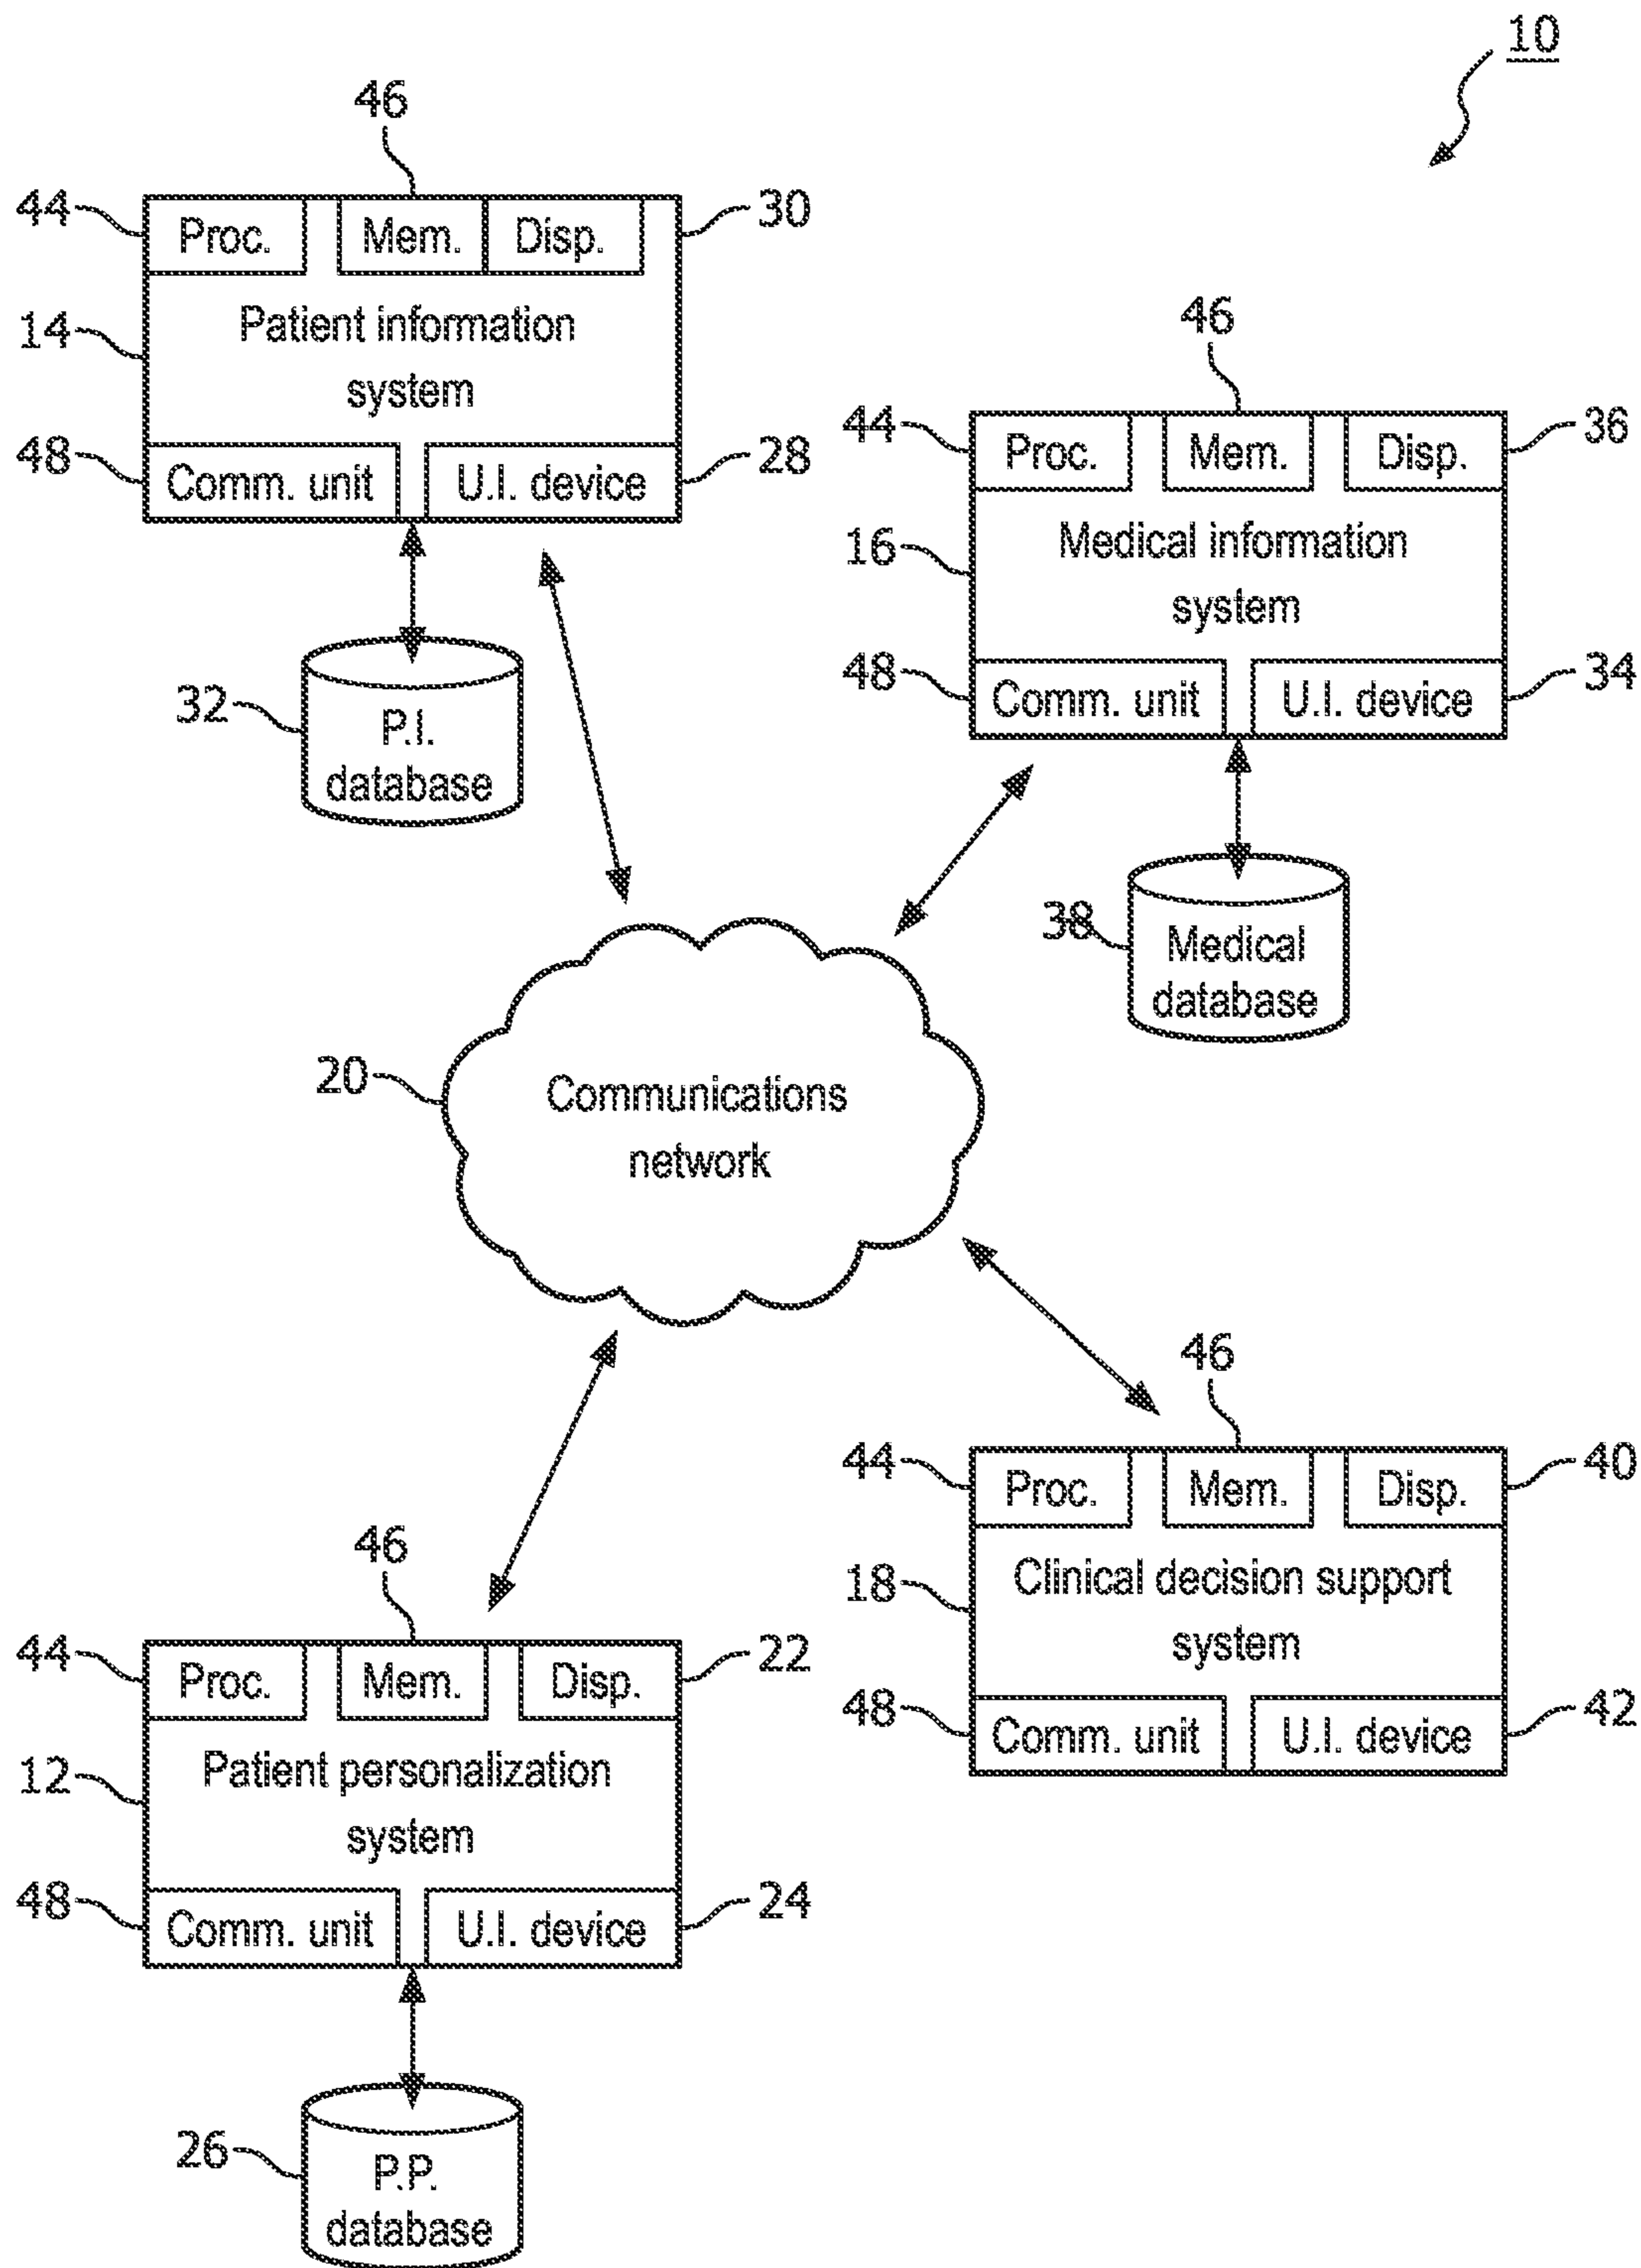 10
46
44
Proc.
Mem.
Disp.
30
14
Patient information
system
48
Comm. unit
U.I. device
28
32
P.I.
database
46
44
Proc.
Mem.
Disp.
36
16
Medical information
system
48
Comm. unit
U.I. device
34
38
Medical
database
20
Communications
network
46
44
Proc.
Mem.
Disp.
40
18
Clinical decision support
system
48
Comm. unit
U.I. device
42
46
44
Proc.
Mem.
Disp.
22
12
Patient personalization
system
48
Comm. unit
U.I. device
24
26
P.P.
database